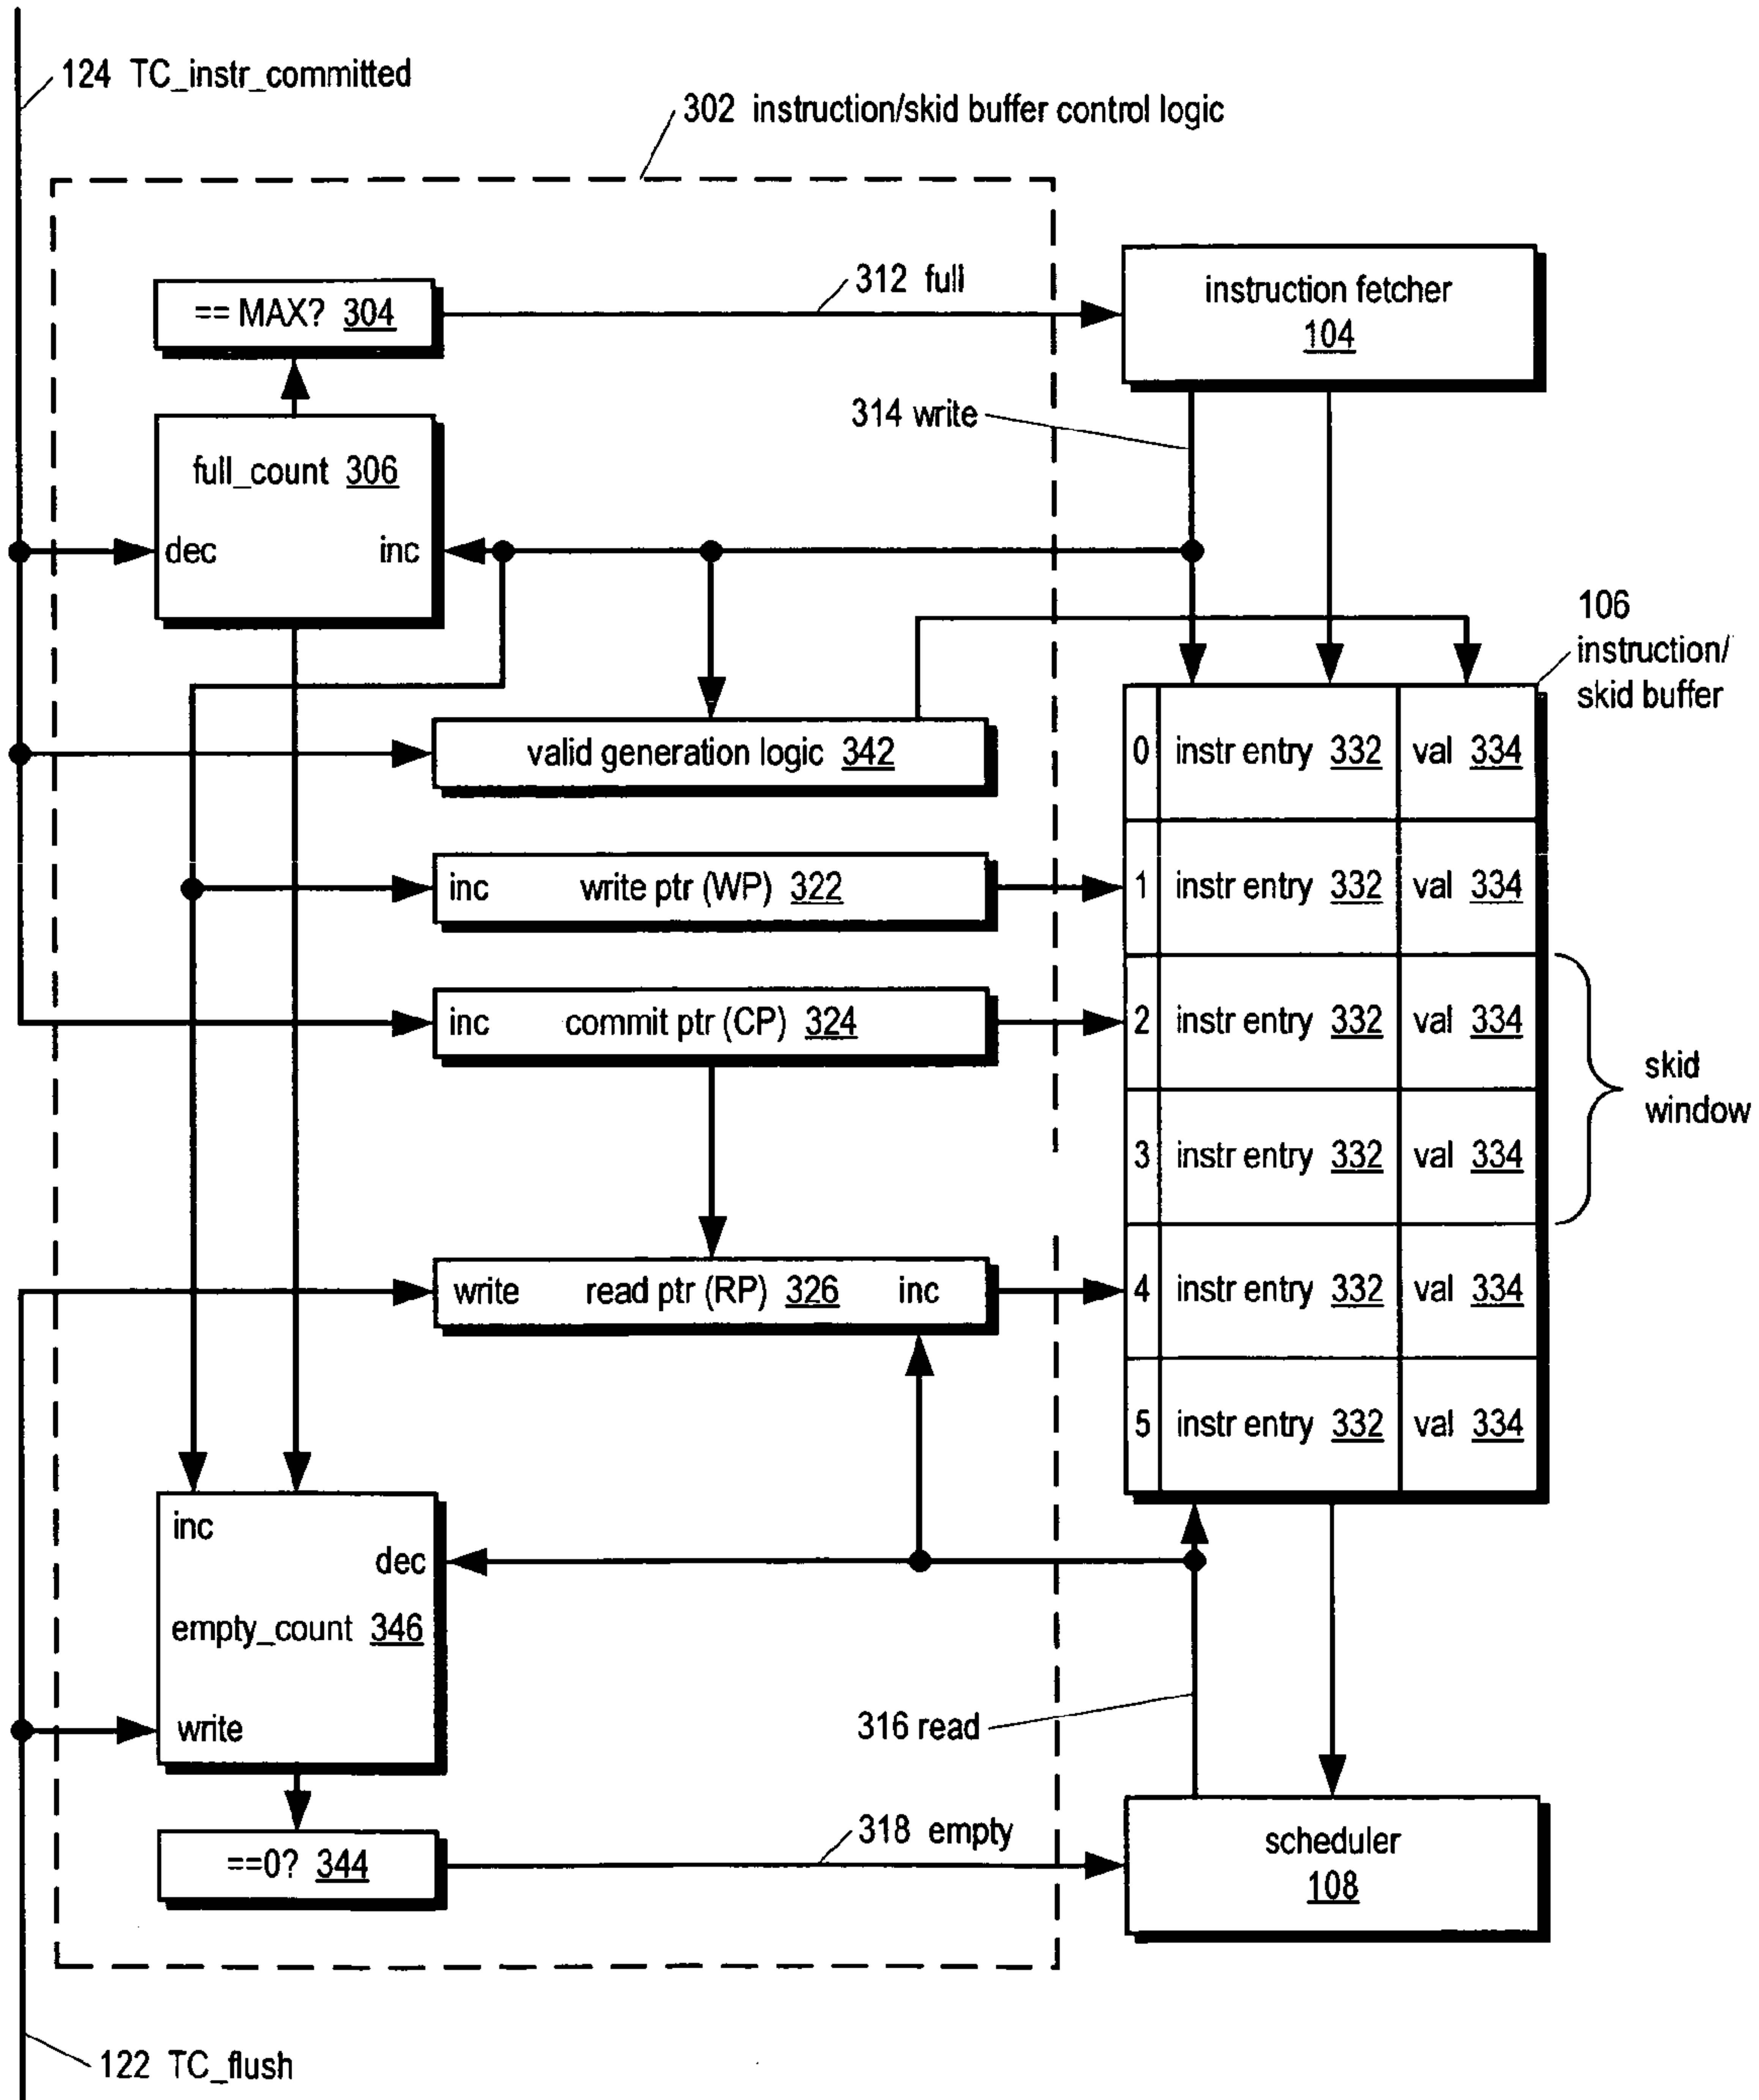 124 TC_instr_committed
302 instruction/skid buffer control logic
== MAX? 304
312 full
instruction fetcher
104
314 write
full_count 306
dec inc
106
instruction/
skid buffer
valid generation logic 342
0 instr entry 332 val 334
inc write ptr (WP) 322
1 instr entry 332 val 334
inc commit ptr (CP) 324
2 instr entry 332 val 334
skid
window
3 instr entry 332 val 334
write read ptr (RP) 326 inc
4 instr entry 332 val 334
5 instr entry 332 val 334
inc
dec
empty_count 346
write
316 read
==0? 344
318 empty
scheduler
108
122 TC_flush